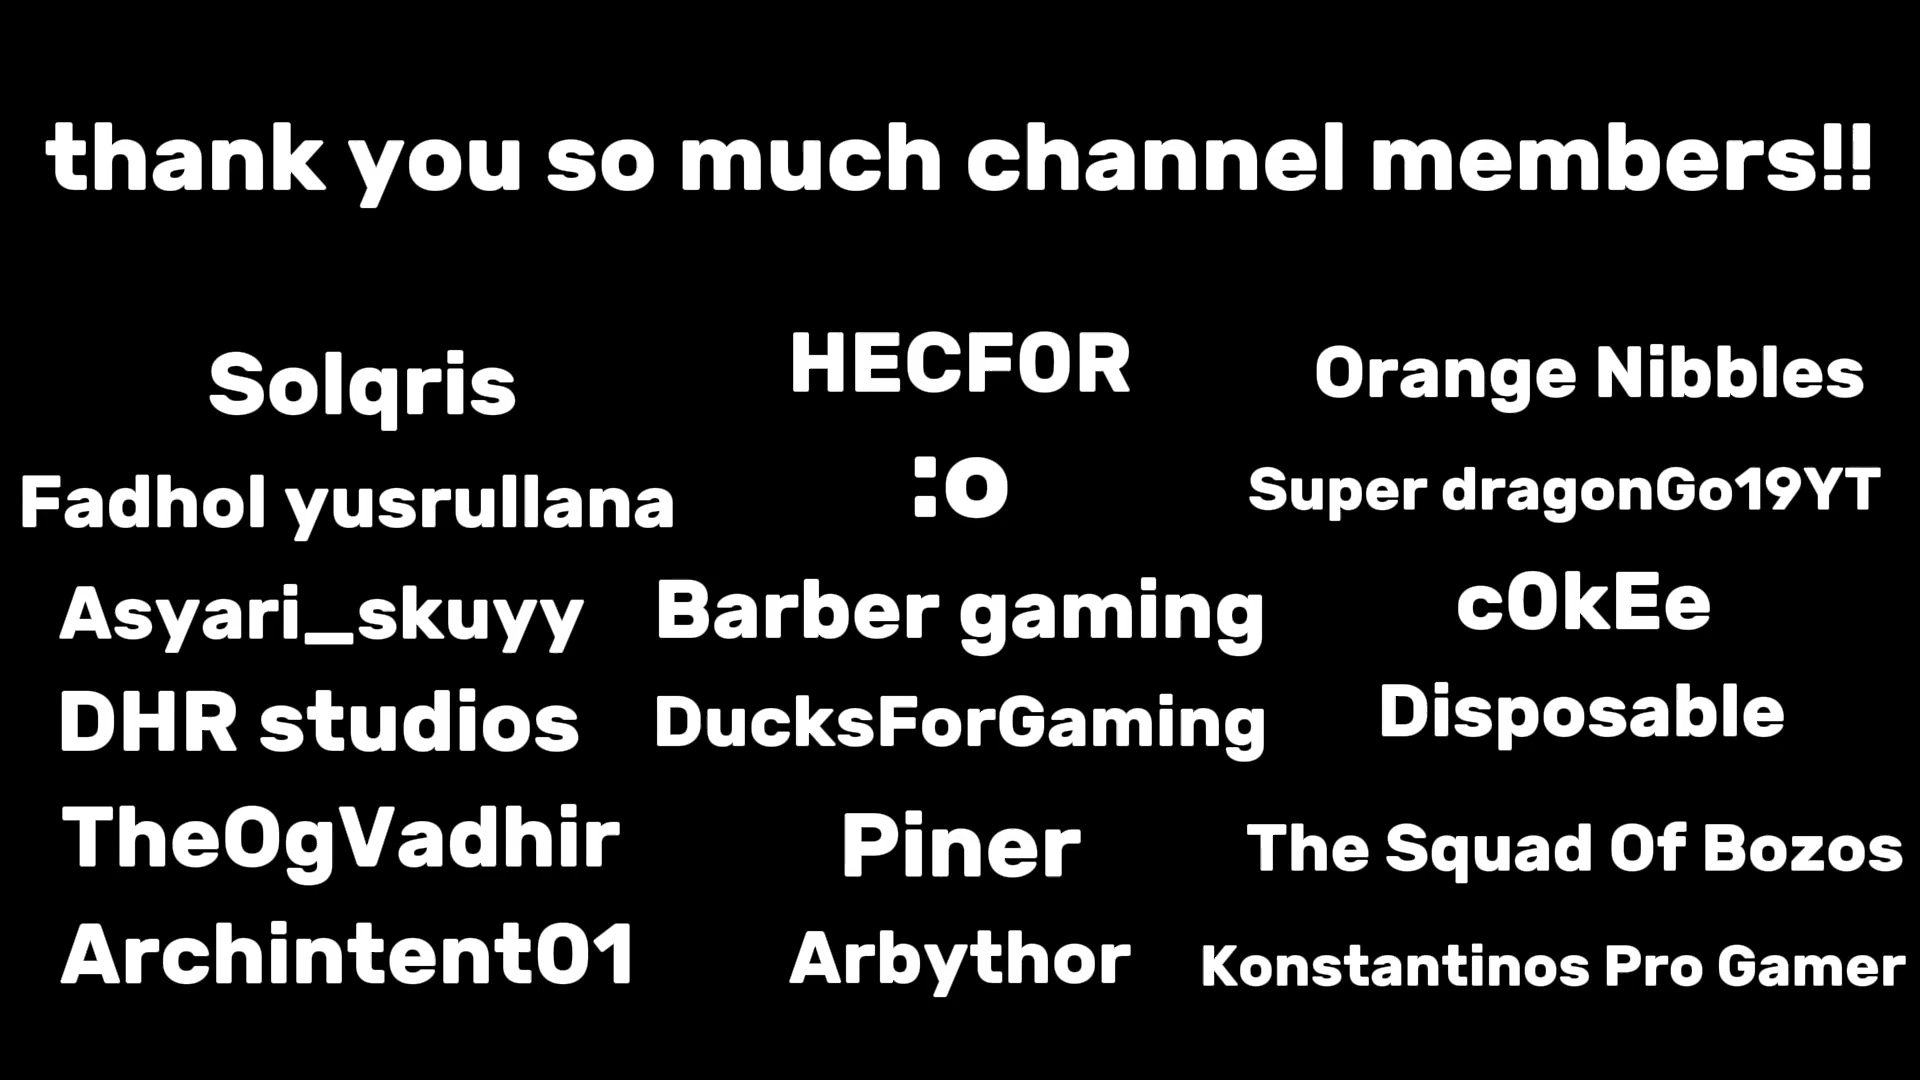 thank you so much channel members!!
Solqris
HECF0R
Orange Nibbles
Fadhol yusrullana
:o
Super dragonGo19YT
Asyari_skuyy
Barber gaming
cOkEe
DHR studios
DucksForGaming
Disposable
TheOgVadhir
Piner
The Squad Of Bozos
Archintent01
Arbythor
Konstantinos Pro Gamer